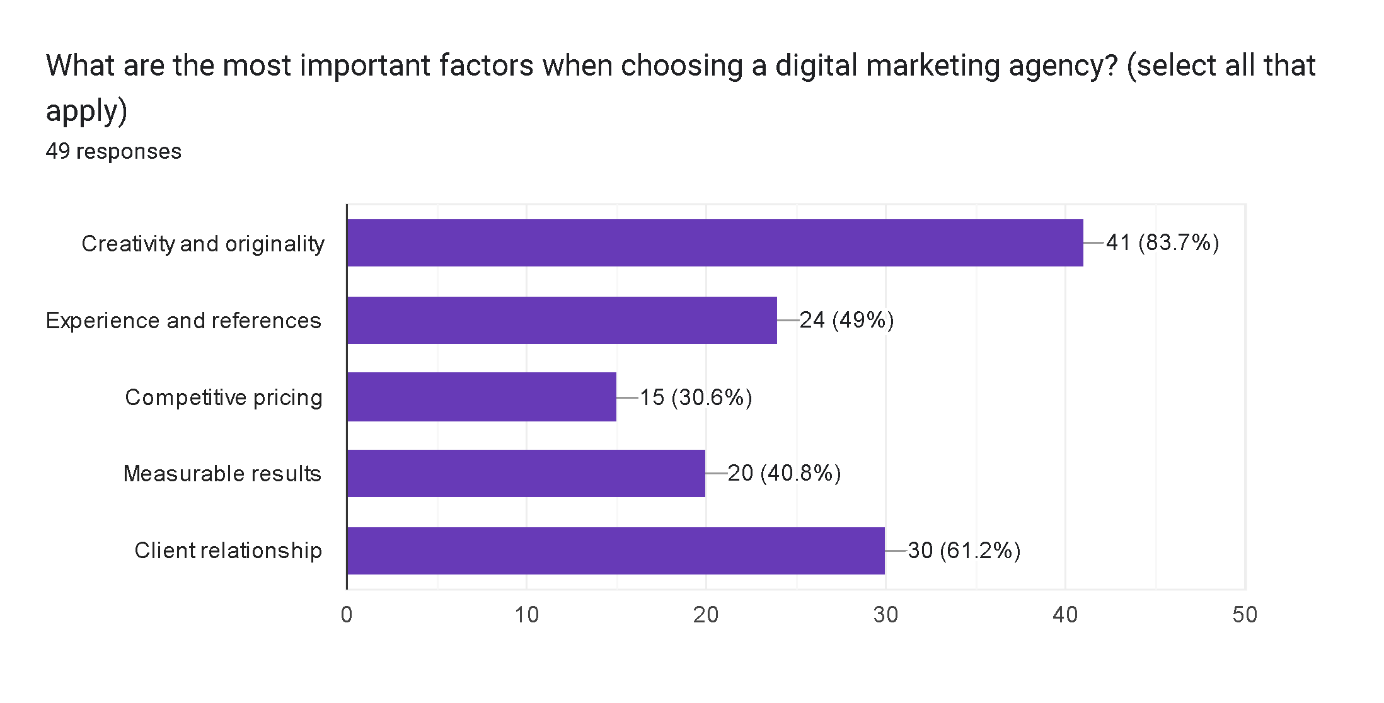 What are the most important factors when choosing a digital marketing agency? (select all that
apply)
49 responses
Creativity and originality
41 (83.7%)
Experience and references
24 (49%)
Competitive pricing
15 (30.6%)
Measurable results
20 (40.8%)
Client relationship
30 (61.2%)
0 10 20 30 40 50